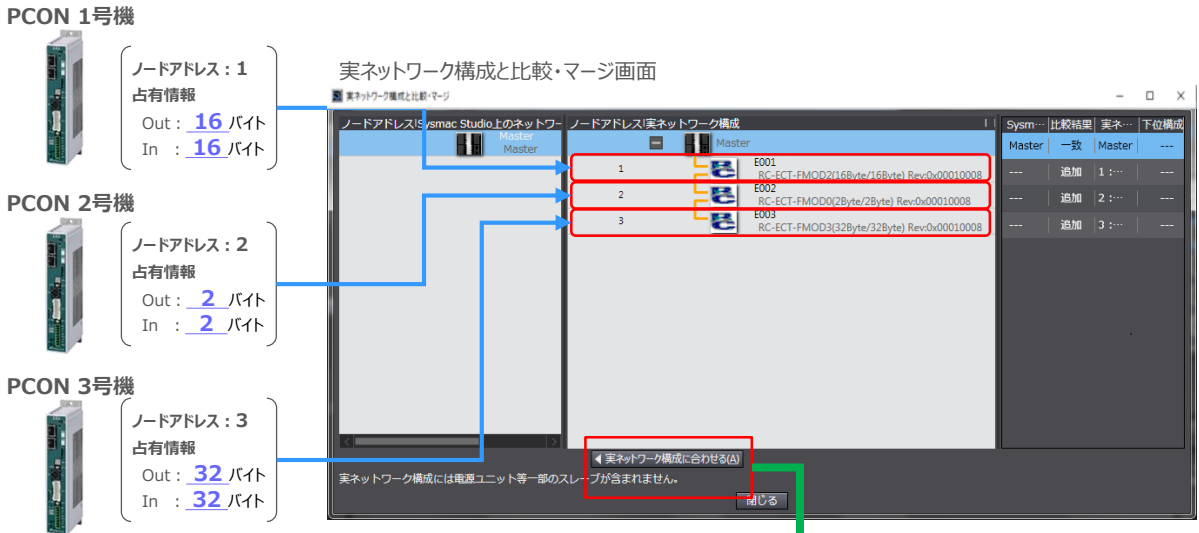 PCON 1号機
ノードアドレス：1
占有情報
Out： 16 バイト
In ： 16 バイト
PCON 2号機
ノードアドレス：2
占有情報
Out： 2 バイト
In ： 2 バイト
PCON 3号機
ノードアドレス：3
占有情報
Out： 32 バイト
In ： 32 バイト
実ネットワーク構成と比較・マージ画面
実ネットワーク構成と比較・マージ
ノードアドレス|Sysmac Studio上のネットワー
Master
Master
ノードアドレス|実ネットワーク構成
Master
1 E001
RC-ECT-FMOD2(16Byte/16Byte) Rev:0x00010008
2 E002
RC-ECT-FMOD0(2Byte/2Byte) Rev:0x00010008
3 E003
RC-ECT-FMOD3(32Byte/32Byte) Rev:0x00010008
Sysm… 比較結果 実ネ… 下位構成
Master 一致 Master ---
--- 追加 1 :… ---
--- 追加 2 :… ---
--- 追加 3 :… ---
実ネットワーク構成に合わせる(A)
実ネットワーク構成には電源ユニット等一部のスレーブが含まれません。
閉じる